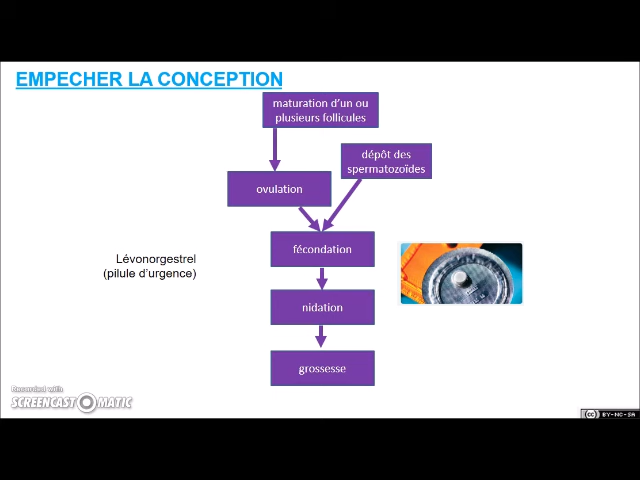 EMPECHER LA CONCEPTION
maturation d'un ou
plusieurs follicules
dépôt des
spermatozoïdes
ovulation
fécondation
Lévonorgestrel
(pilule d'urgence)
nidation
grossesse
Recorded with
SCREENCAST-O-MATIC
cc BY-NC-SA